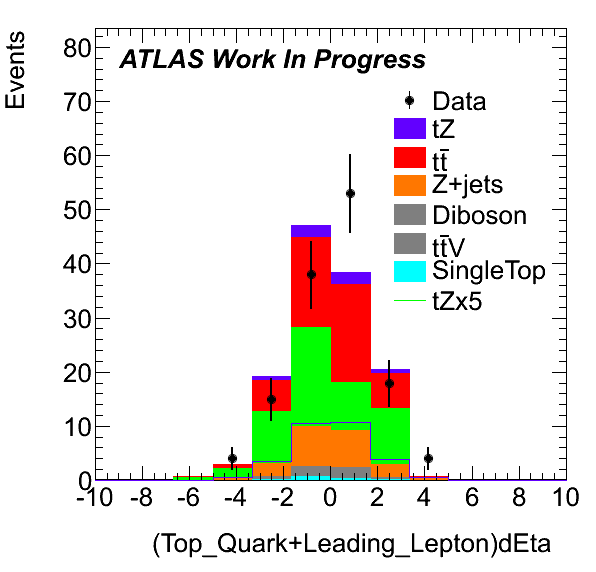 Events
ATLAS Work In Progress
Data
tZ
tt̄
Z+jets
Diboson
tt̄V
SingleTop
tZx5
80
70
60
50
40
30
20
10
0
-10 -8 -6 -4 -2 0 2 4 6 8 10
(Top_Quark+Leading_Lepton)dEta